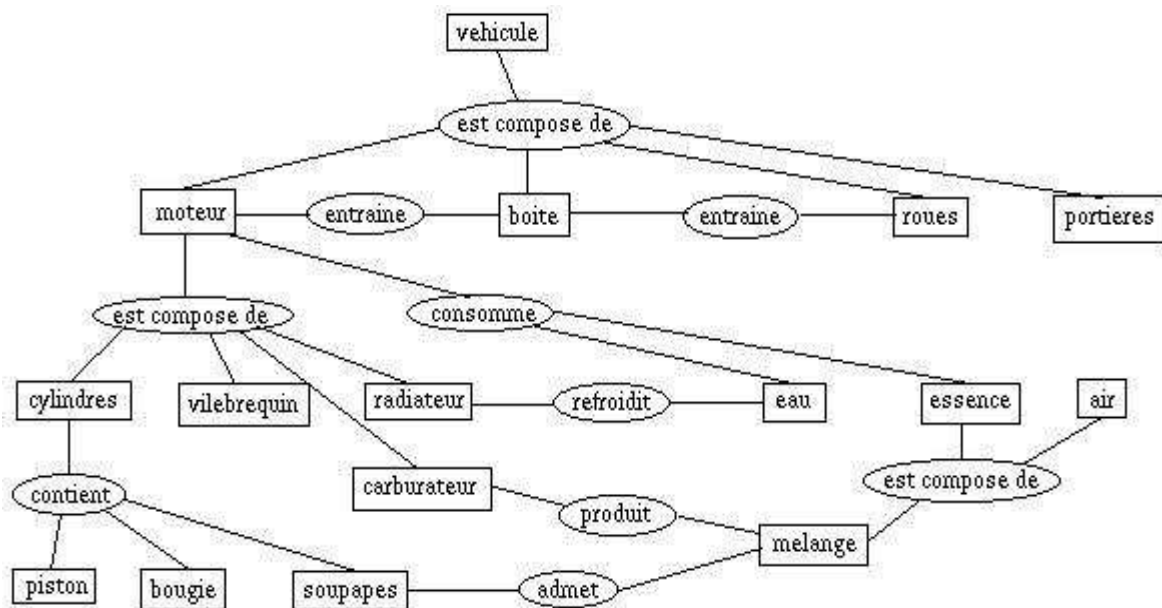 vehicule
est compose de
moteur
entraine
boite
entraine
roues
portieres
est compose de
consomme
cylindres
vilebrequin
radiateur
refroidit
eau
essence
air
contient
carburateur
produit
est compose de
melange
piston
bougie
soupapes
admet